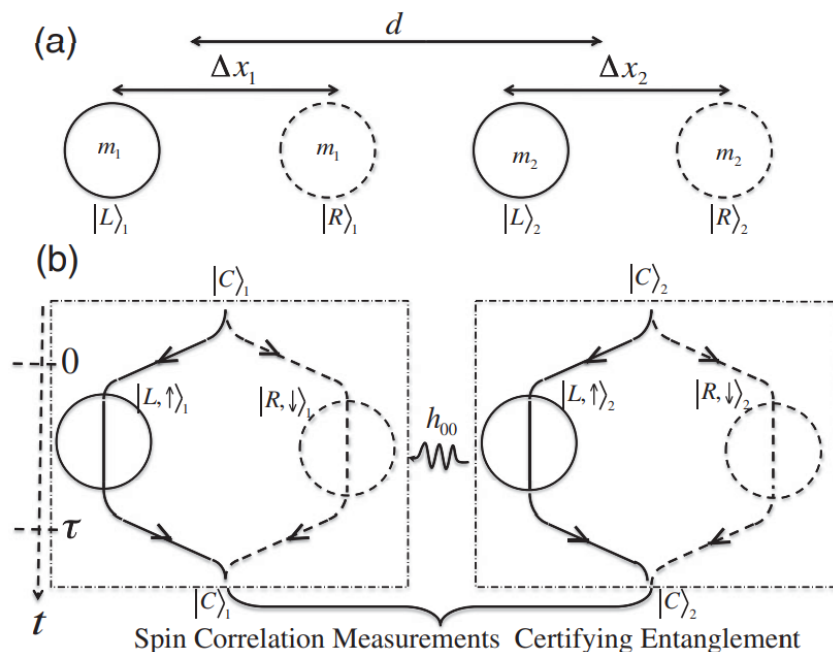 (a) d
Δx₁ Δx₂
m₁ m₁ m₂ m₂
|L⟩₁ |R⟩₁ |L⟩₂ |R⟩₂
(b) |C⟩₁ |C⟩₂
0
|L,↑⟩₁ |R,↓⟩₁ |L,↑⟩₂ |R,↓⟩₂
h₀₀
τ
|C⟩₁ |C⟩₂
t
Spin Correlation Measurements Certifying Entanglement